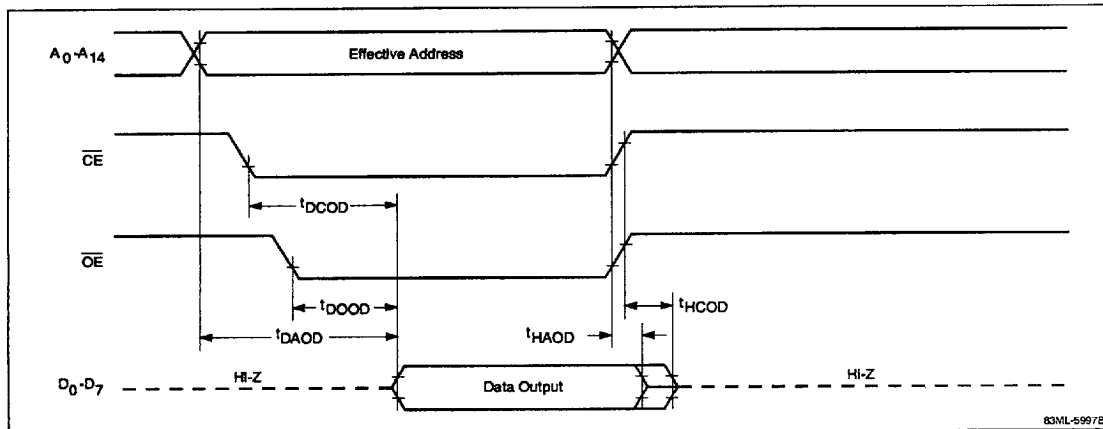 A0-A14
Effective Address
CE
tDCOD
OE
tDOOD
tHCOD
tDAOD
tHAOD
D0-D7
Hi-Z
Data Output
Hi-Z
83ML-5997B